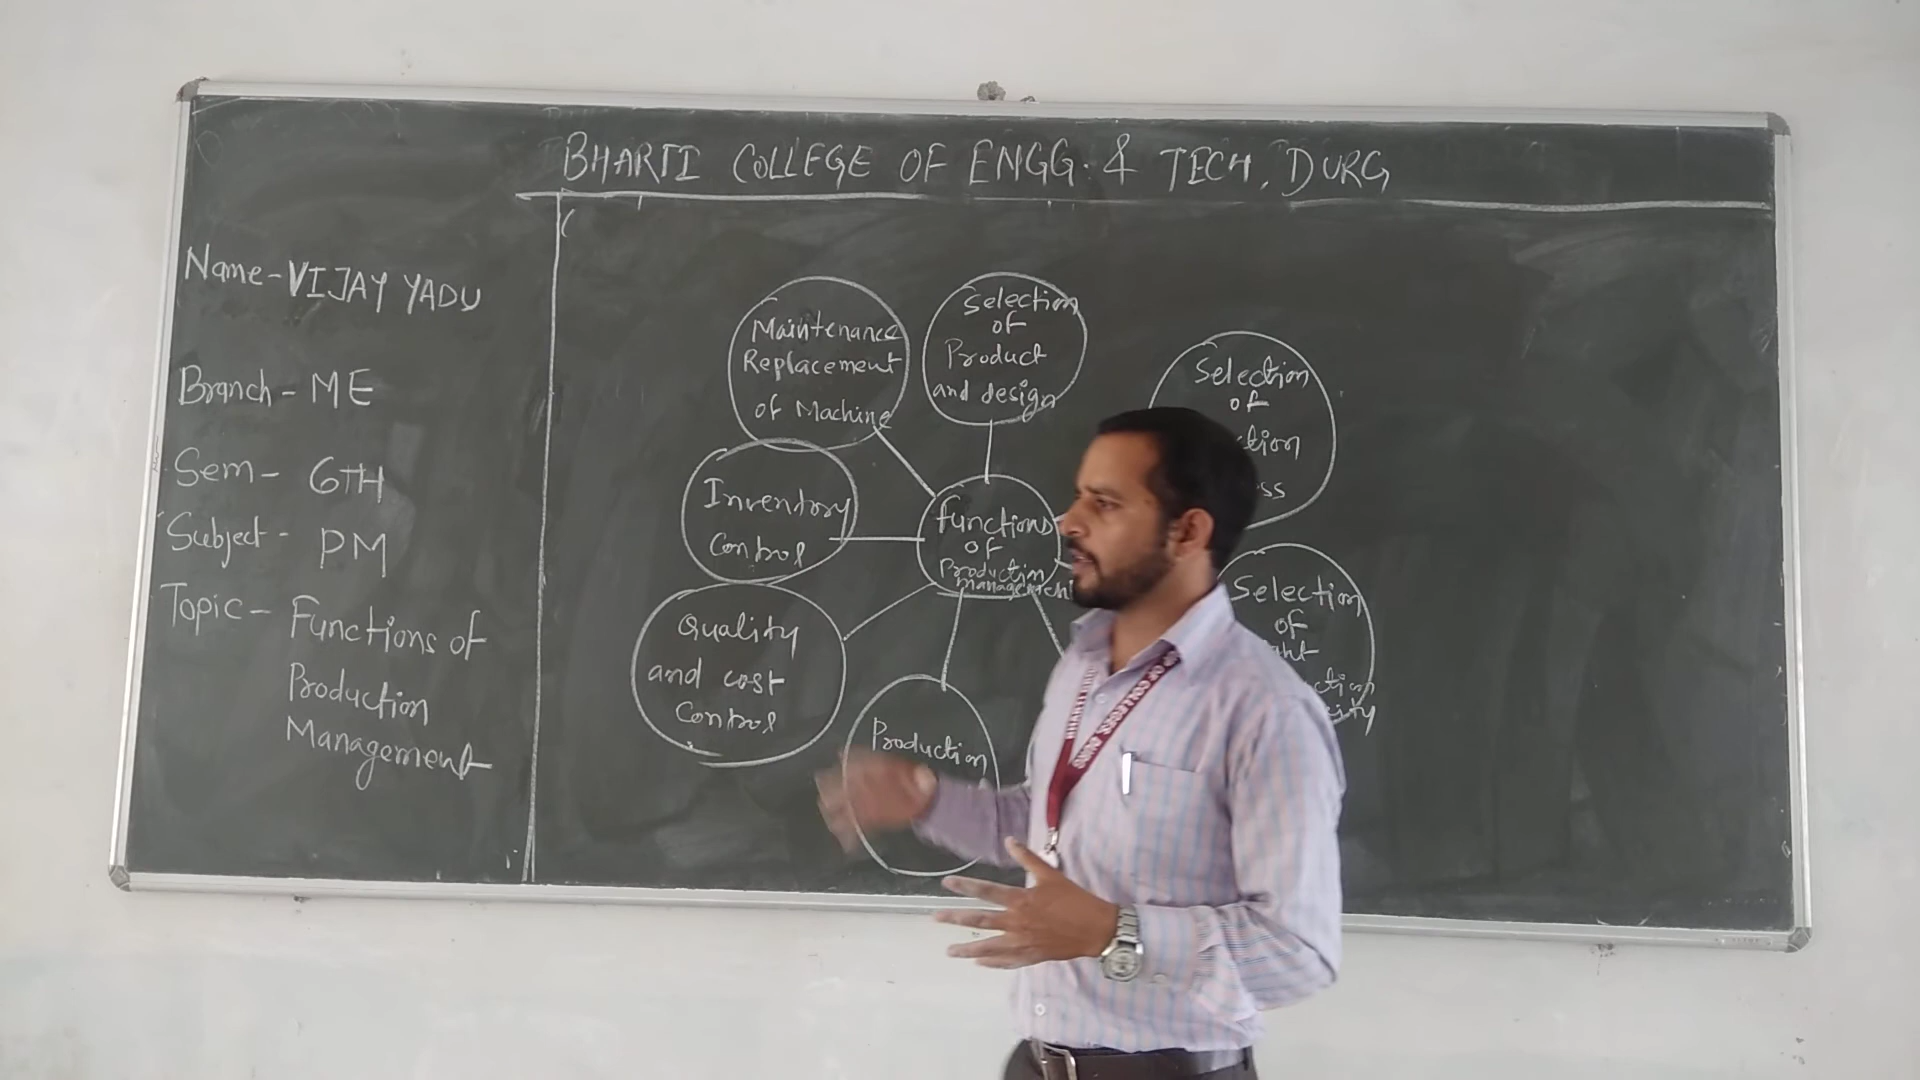 BHARTI COLLEGE OF ENGG. & TECH, DURG
Name - VIJAY YADU
Branch - ME
Sem - 6TH
Subject - PM
Topic - Functions of
Production
Management
Maintenance
Replacement
of Machine
Selection
of
Product
and design
Selection
of
Inventory
Control
Functions
of
Production
management
Quality
and cost
Control
Selection
of
Production